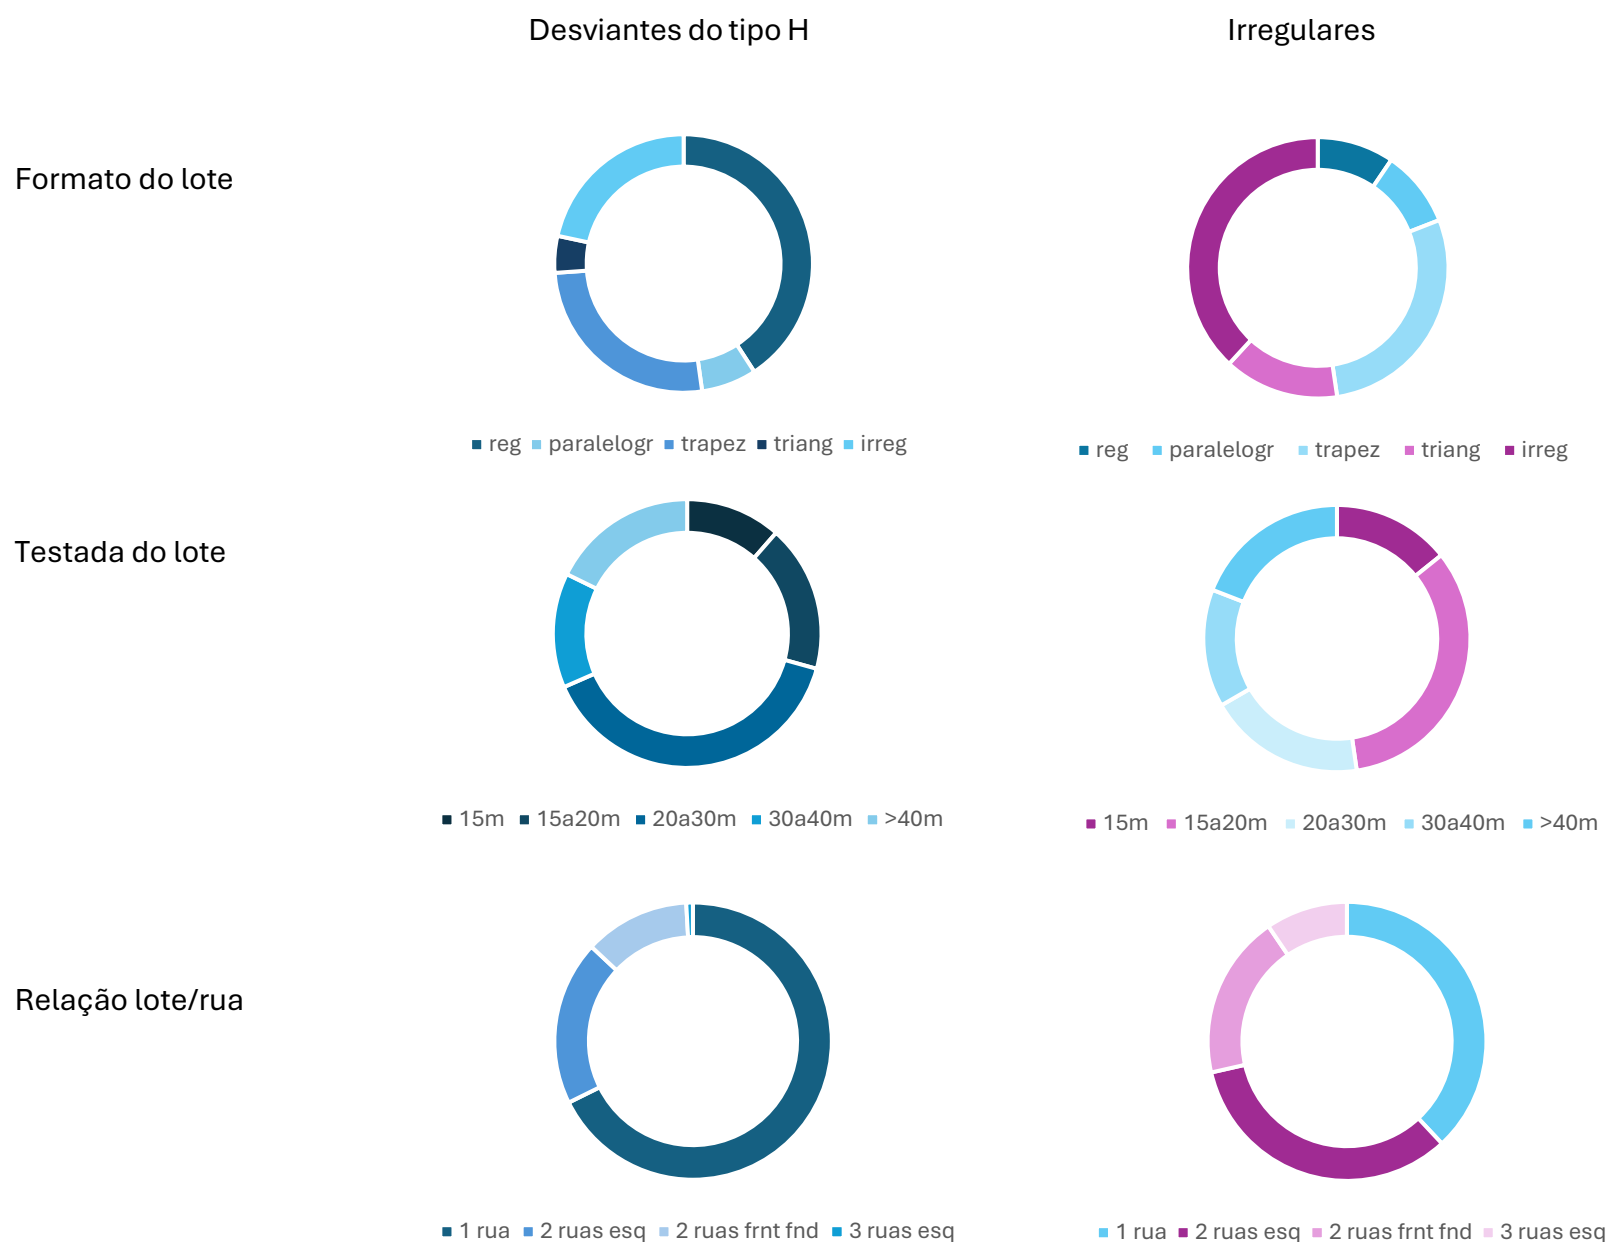 Desviantes do tipo H
Irregulares
Formato do lote
reg paralelogr trapez triang irreg
reg paralelogr trapez triang irreg
Testada do lote
15m 15a20m 20a30m 30a40m >40m
15m 15a20m 20a30m 30a40m >40m
Relação lote/rua
1 rua 2 ruas esq 2 ruas frnt fnd 3 ruas esq
1 rua 2 ruas esq 2 ruas frnt fnd 3 ruas esq